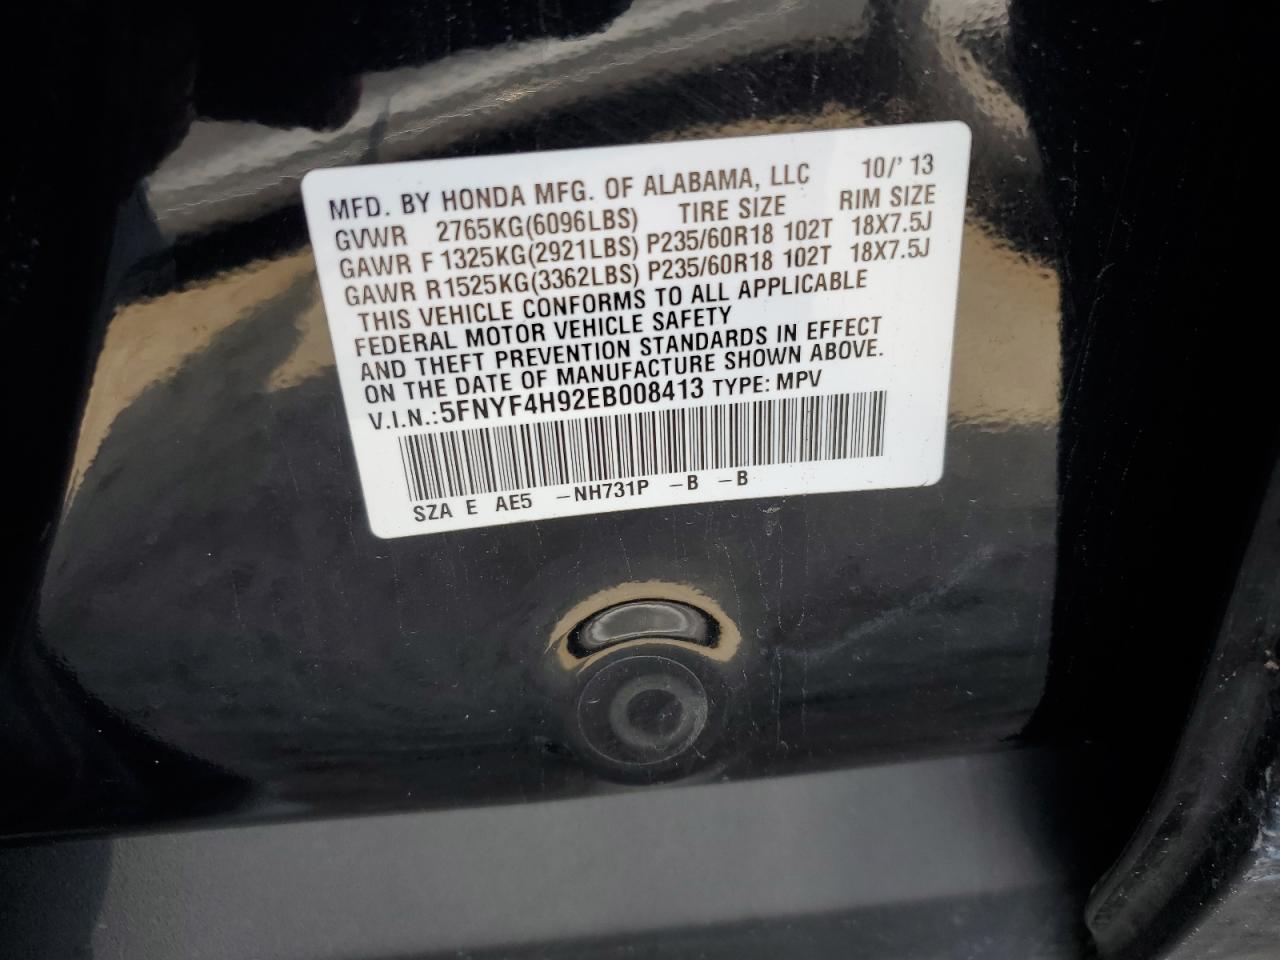 MFD. BY HONDA MFG. OF ALABAMA, LLC 10/' 13
GVWR 2765KG(6096LBS) TIRE SIZE RIM SIZE
GAWR F 1325KG(2921LBS) P235/60R18 102T 18X7.5J
GAWR R1525KG(3362LBS) P235/60R18 102T 18X7.5J
THIS VEHICLE CONFORMS TO ALL APPLICABLE
FEDERAL MOTOR VEHICLE SAFETY
AND THEFT PREVENTION STANDARDS IN EFFECT
ON THE DATE OF MANUFACTURE SHOWN ABOVE.
V.I.N.:5FNYF4H92EB008413 TYPE: MPV
SZA E AE5 -NH731P -B -B